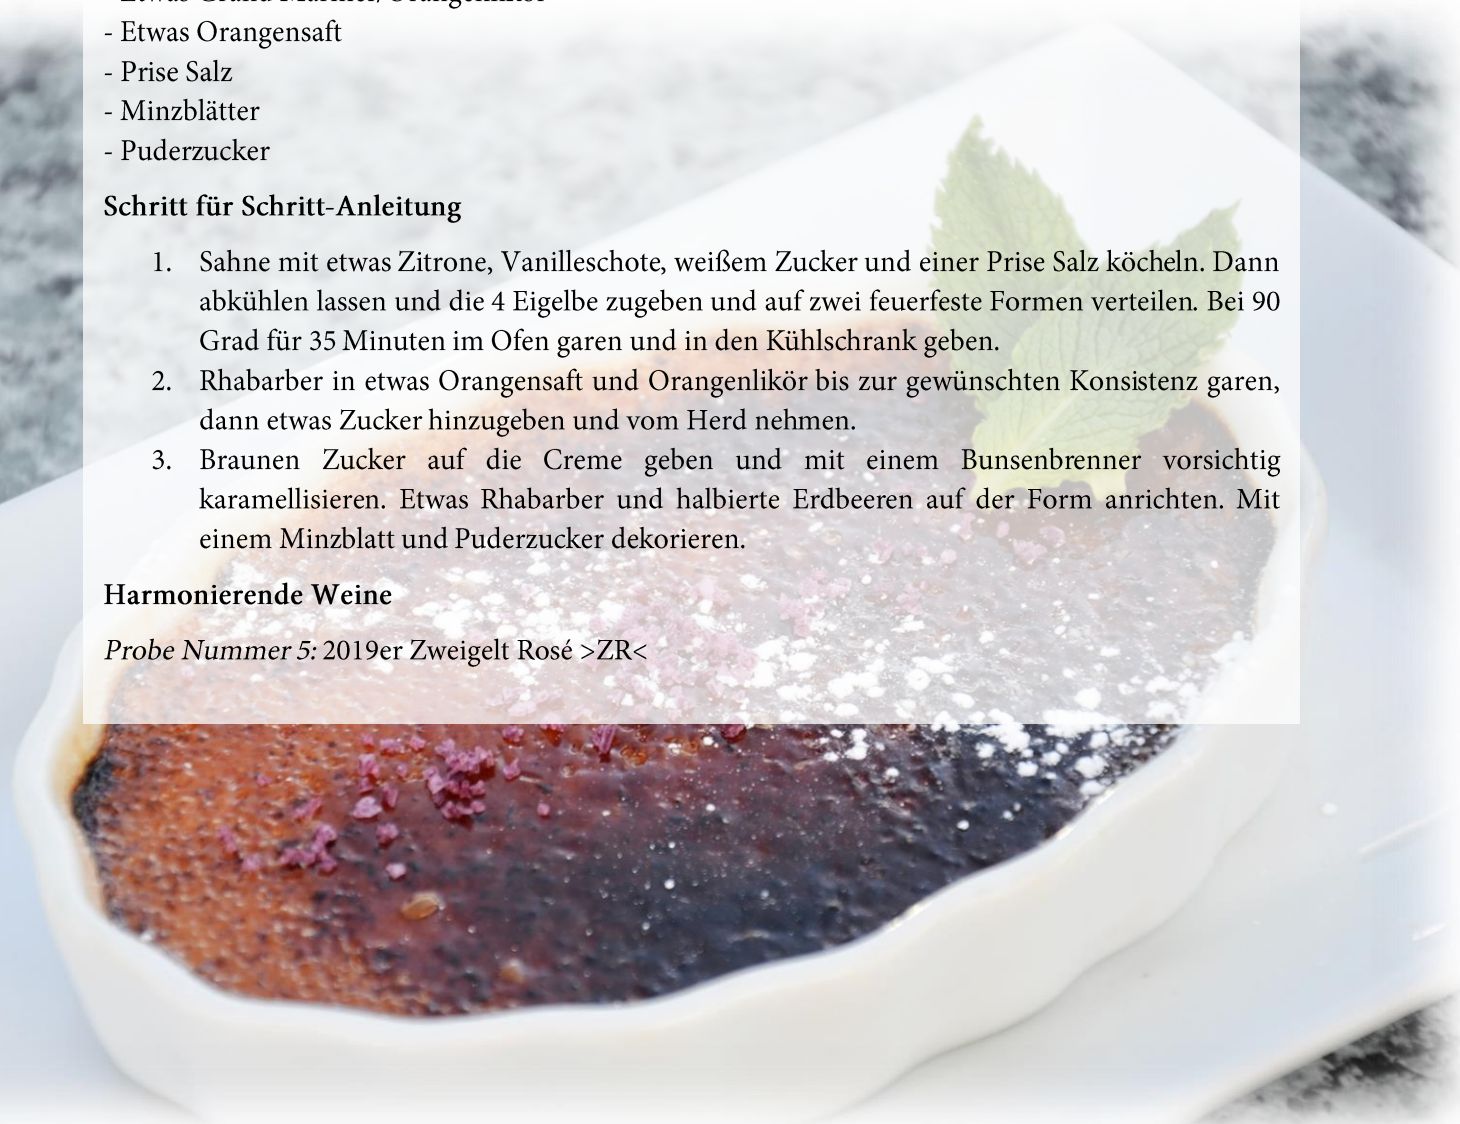 - Etwas Grand Marnier/Orangenlikör
- Etwas Orangensaft
- Prise Salz
- Minzblätter
- Puderzucker
Schritt für Schritt-Anleitung
1. Sahne mit etwas Zitrone, Vanilleschote, weißem Zucker und einer Prise Salz köcheln. Dann
abkühlen lassen und die 4 Eigelbe zugeben und auf zwei feuerfeste Formen verteilen. Bei 90
Grad für 35 Minuten im Ofen garen und in den Kühlschrank geben.
2. Rhabarber in etwas Orangensaft und Orangenlikör bis zur gewünschten Konsistenz garen,
dann etwas Zucker hinzugeben und vom Herd nehmen.
3. Braunen Zucker auf die Creme geben und mit einem Bunsenbrenner vorsichtig
karamellisieren. Etwas Rhabarber und halbierte Erdbeeren auf der Form anrichten. Mit
einem Minzblatt und Puderzucker dekorieren.
Harmonierende Weine
Probe Nummer 5: 2019er Zweigelt Rosé >ZR<